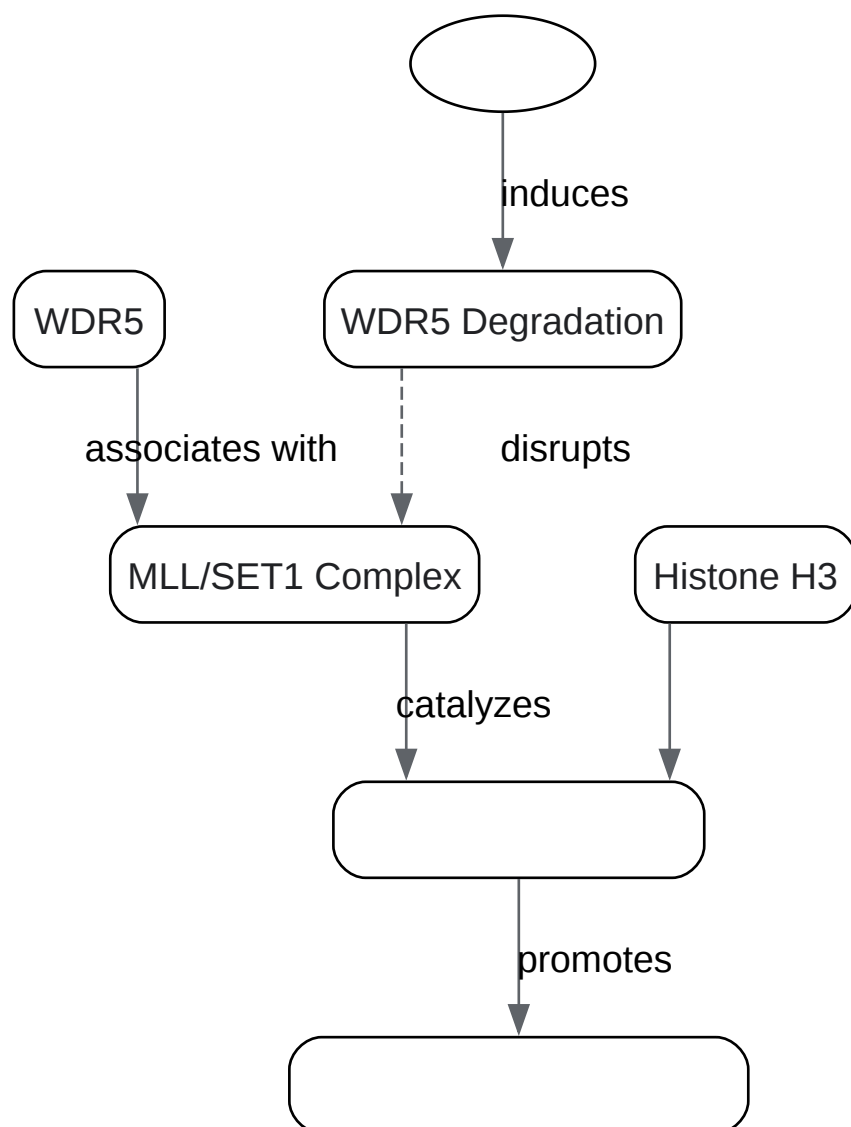 induces
WDR5
WDR5 Degradation
associates with
disrupts
MLL/SET1 Complex
Histone H3
catalyzes
promotes